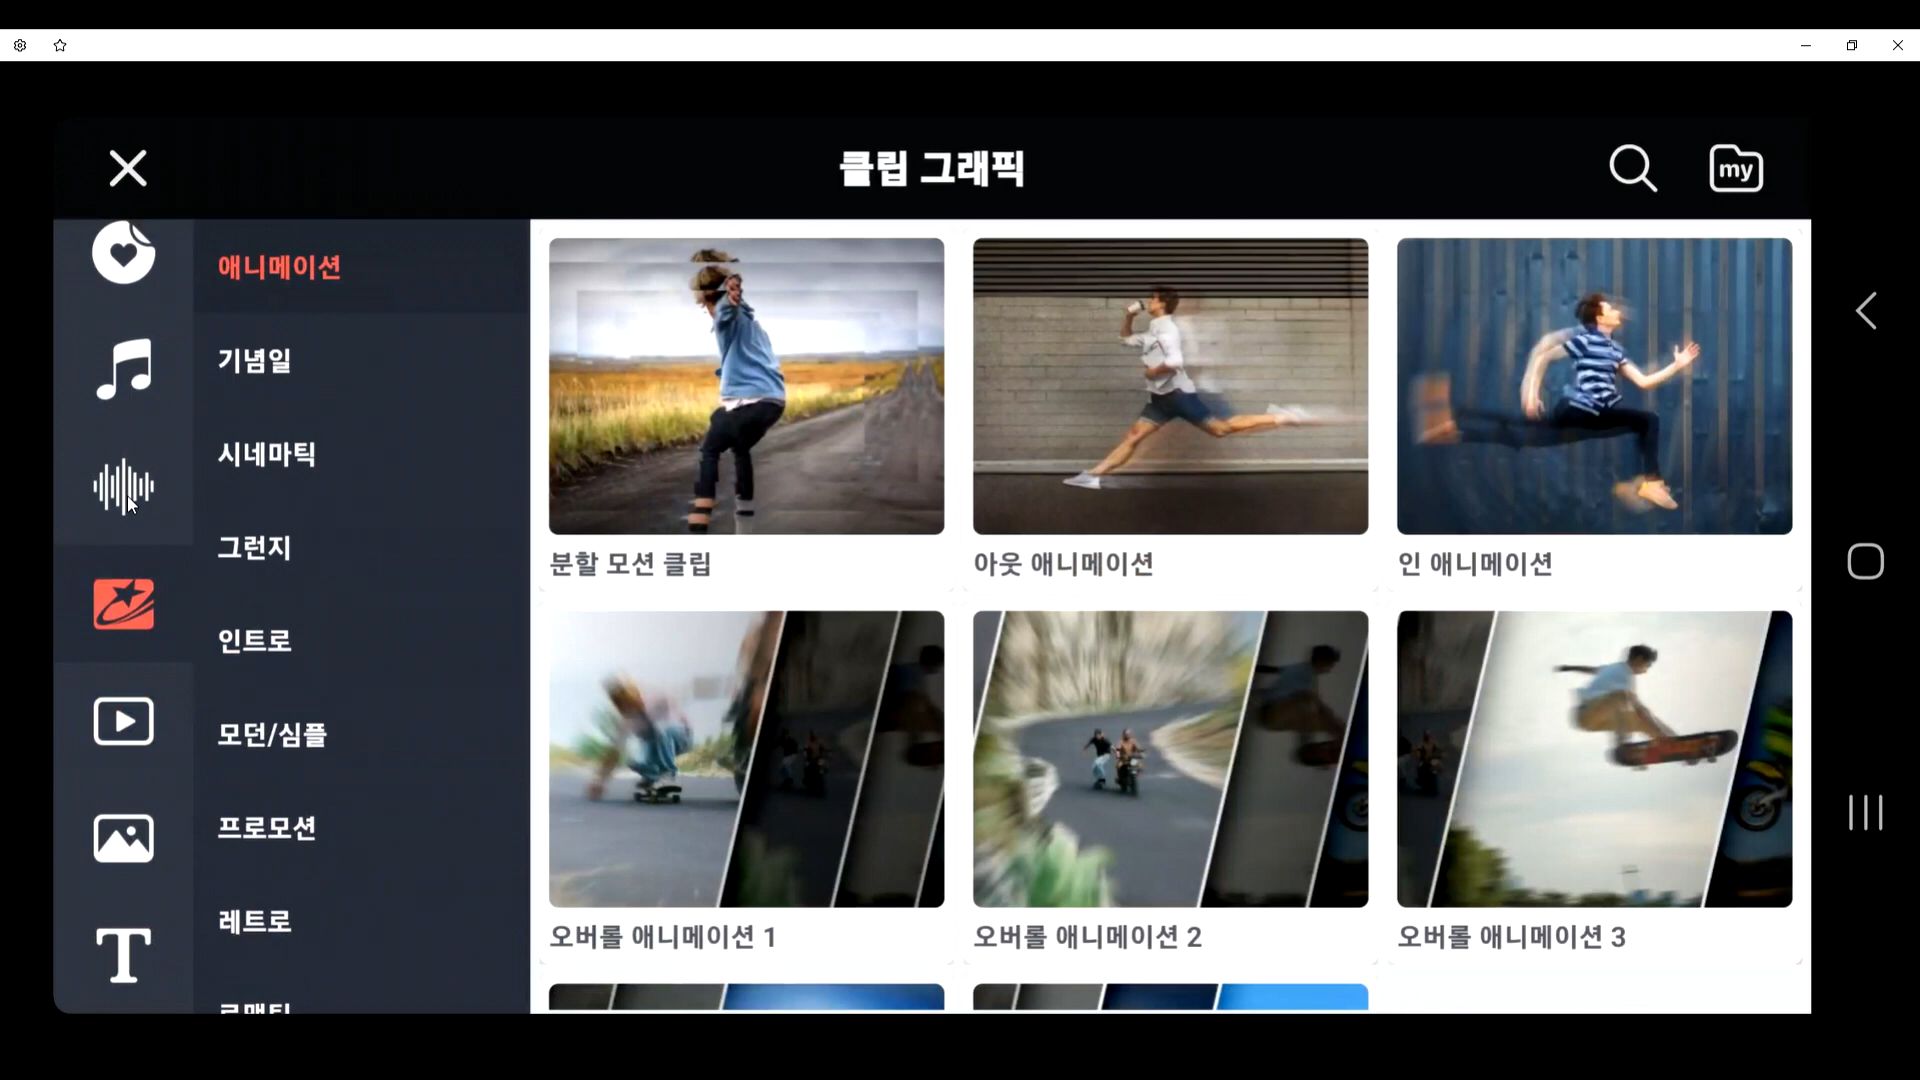 클립 그래픽
my
애니메이션
기념일
시네마틱
그런지
인트로
모던/심플
프로모션
레트로
분할 모션 클립
아웃 애니메이션
인 애니메이션
오버롤 애니메이션 1
오버롤 애니메이션 2
오버롤 애니메이션 3